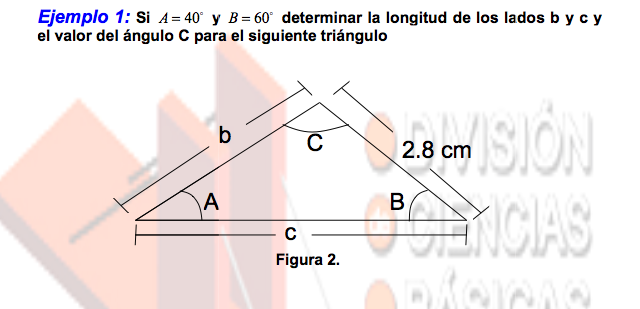 Ejemplo 1: Si A = 40° y B = 60° determinar la longitud de los lados b y c y
el valor del ángulo C para el siguiente triángulo
b
C
2.8 cm
A
B
c
Figura 2.
DIVISIÓN
DE
CIENCIAS
BÁSICAS